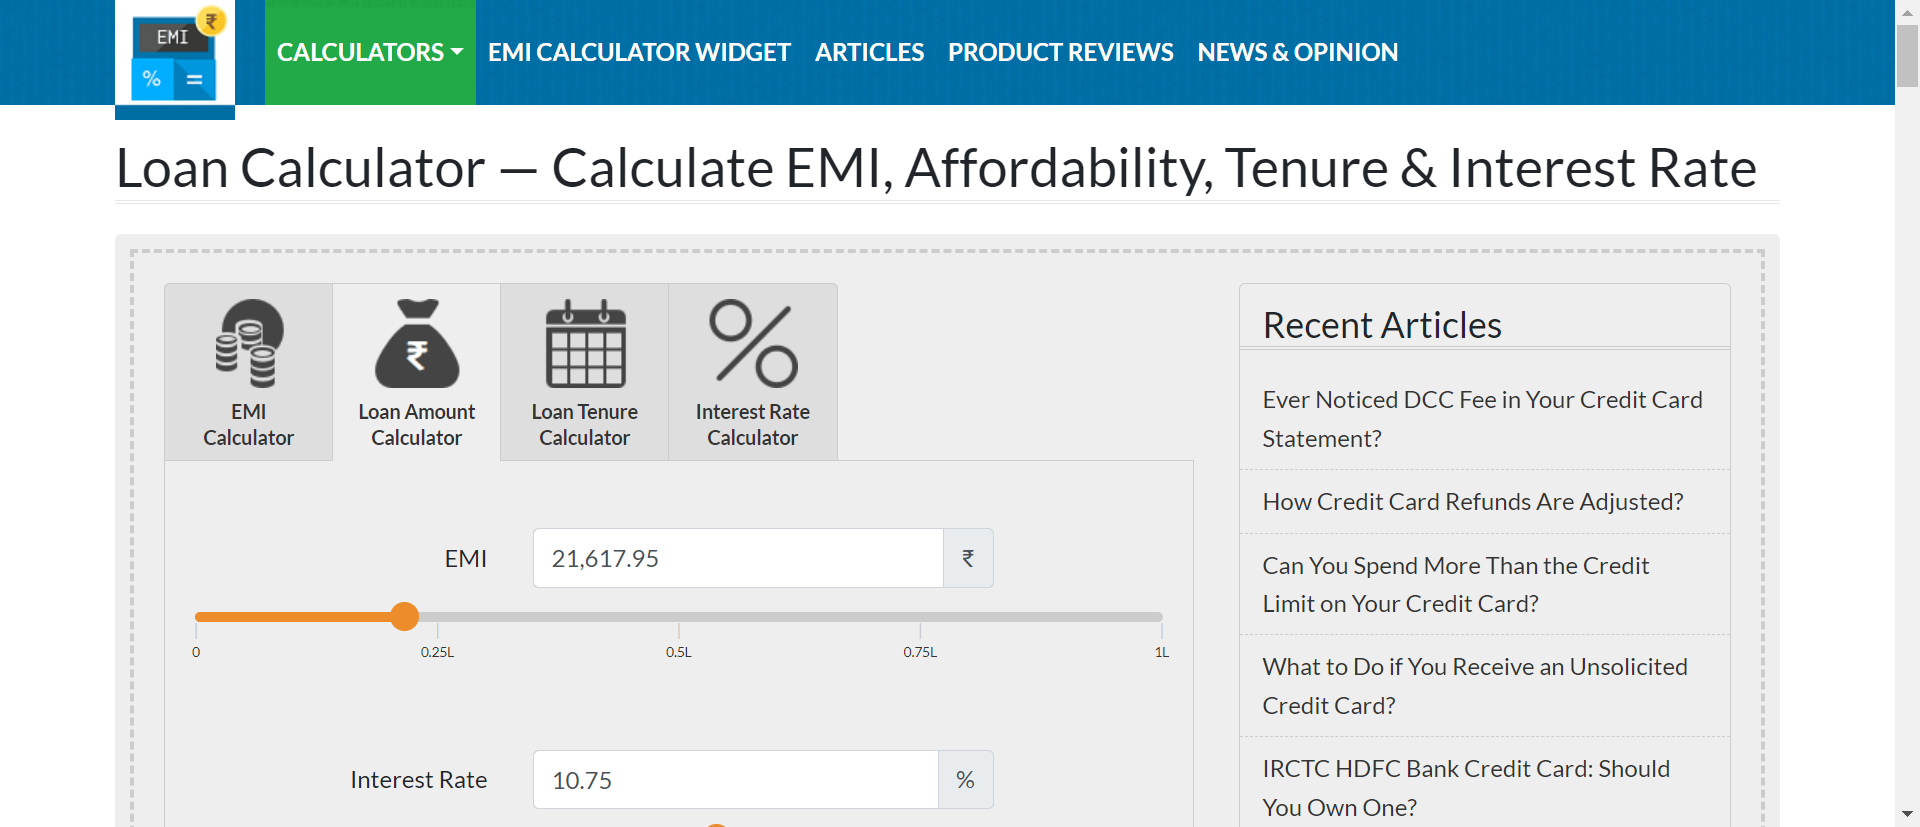 EMI
₹
%
=
CALCULATORS
EMI CALCULATOR WIDGET
ARTICLES
PRODUCT REVIEWS
NEWS & OPINION
Loan Calculator — Calculate EMI, Affordability, Tenure & Interest Rate
EMI
Calculator
₹
Loan Amount
Calculator
Loan Tenure
Calculator
Interest Rate
Calculator
EMI
21,617.95
₹
0
0.25L
0.5L
0.75L
1L
Interest Rate
10.75
%
Recent Articles
Ever Noticed DCC Fee in Your Credit Card
Statement?
How Credit Card Refunds Are Adjusted?
Can You Spend More Than the Credit
Limit on Your Credit Card?
What to Do if You Receive an Unsolicited
Credit Card?
IRCTC HDFC Bank Credit Card: Should
You Own One?